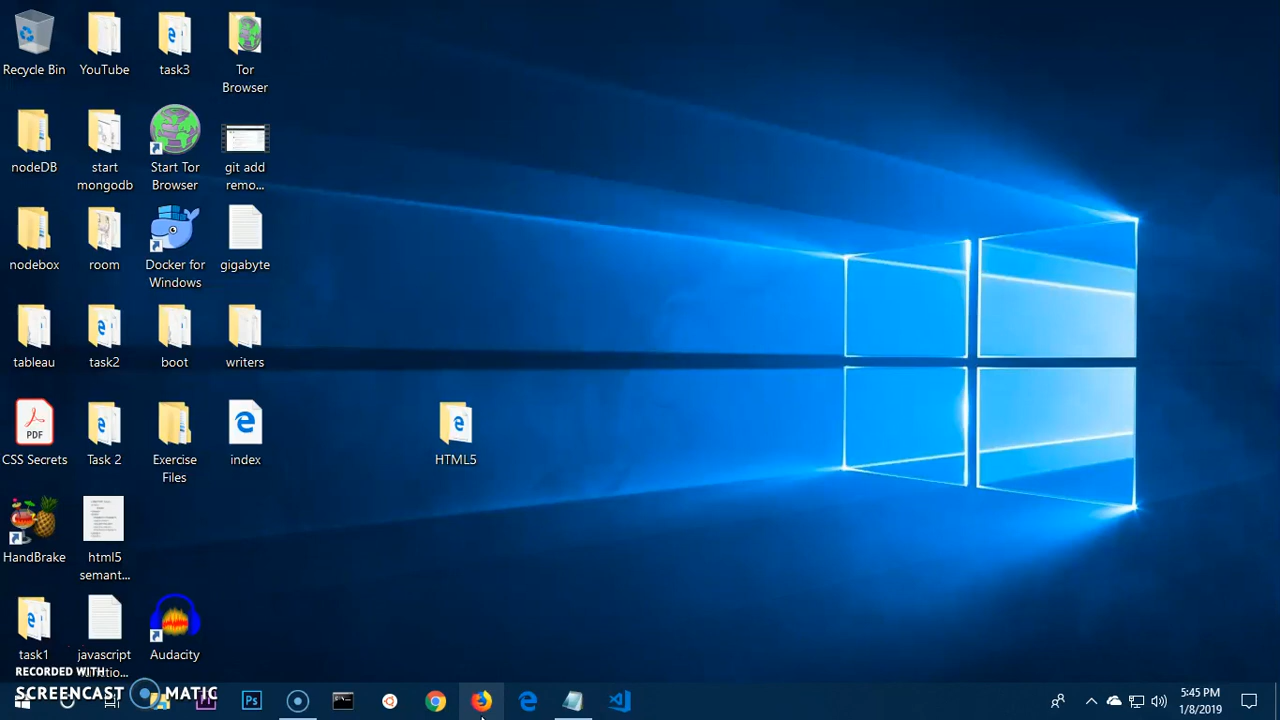 Recycle Bin
YouTube
task3
Tor
Browser
nodeDB
start
mongodb
Start Tor
Browser
git add
remo...
nodebox
room
Docker for
Windows
gigabyte
tableau
task2
boot
writers
PDF
CSS Secrets
Task 2
Exercise
Files
index
HTML5
HandBrake
html5
semant...
task1
javascript
Audacity
RECORDED WITH
SCREENCAST MATIC
Ps
5:45 PM
1/8/2019